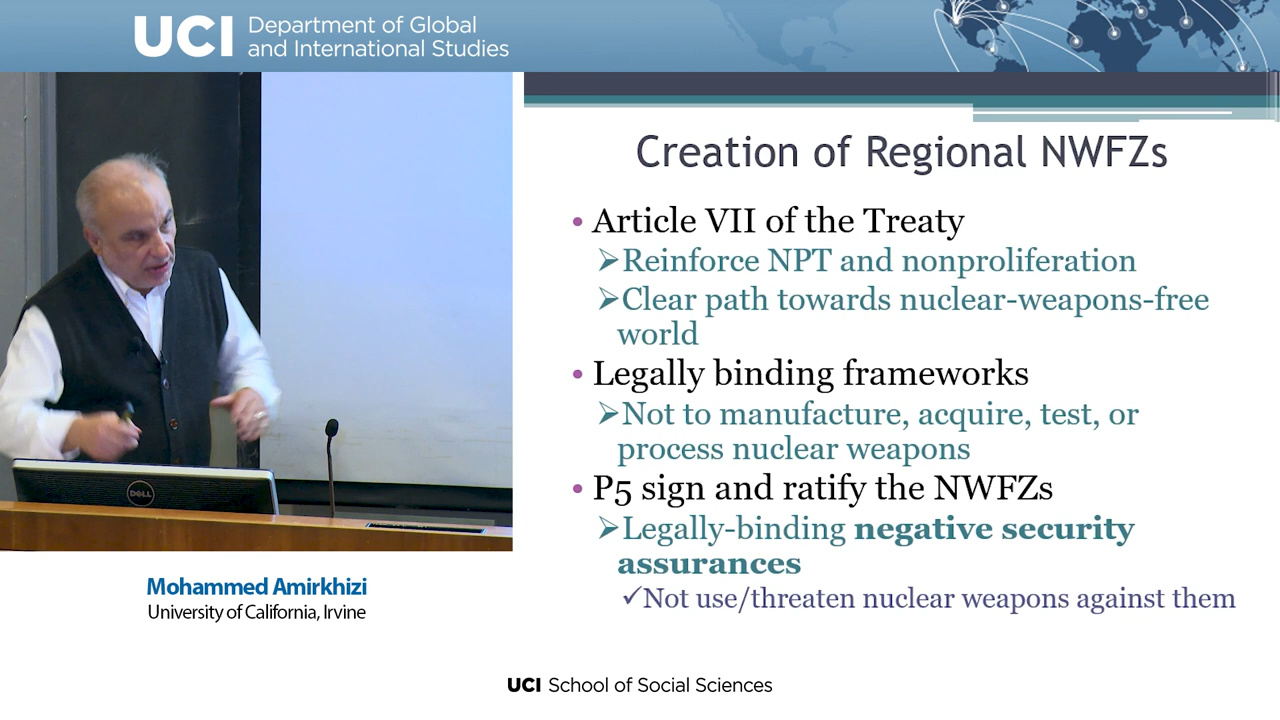 UCI Department of Global
and International Studies
Creation of Regional NWFZs
• Article VII of the Treaty
➢Reinforce NPT and nonproliferation
➢Clear path towards nuclear-weapons-free
world
• Legally binding frameworks
➢Not to manufacture, acquire, test, or
process nuclear weapons
• P5 sign and ratify the NWFZs
➢Legally-binding negative security
assurances
✓Not use/threaten nuclear weapons against them
DELL
Mohammed Amirkhizi
University of California, Irvine
UCI School of Social Sciences